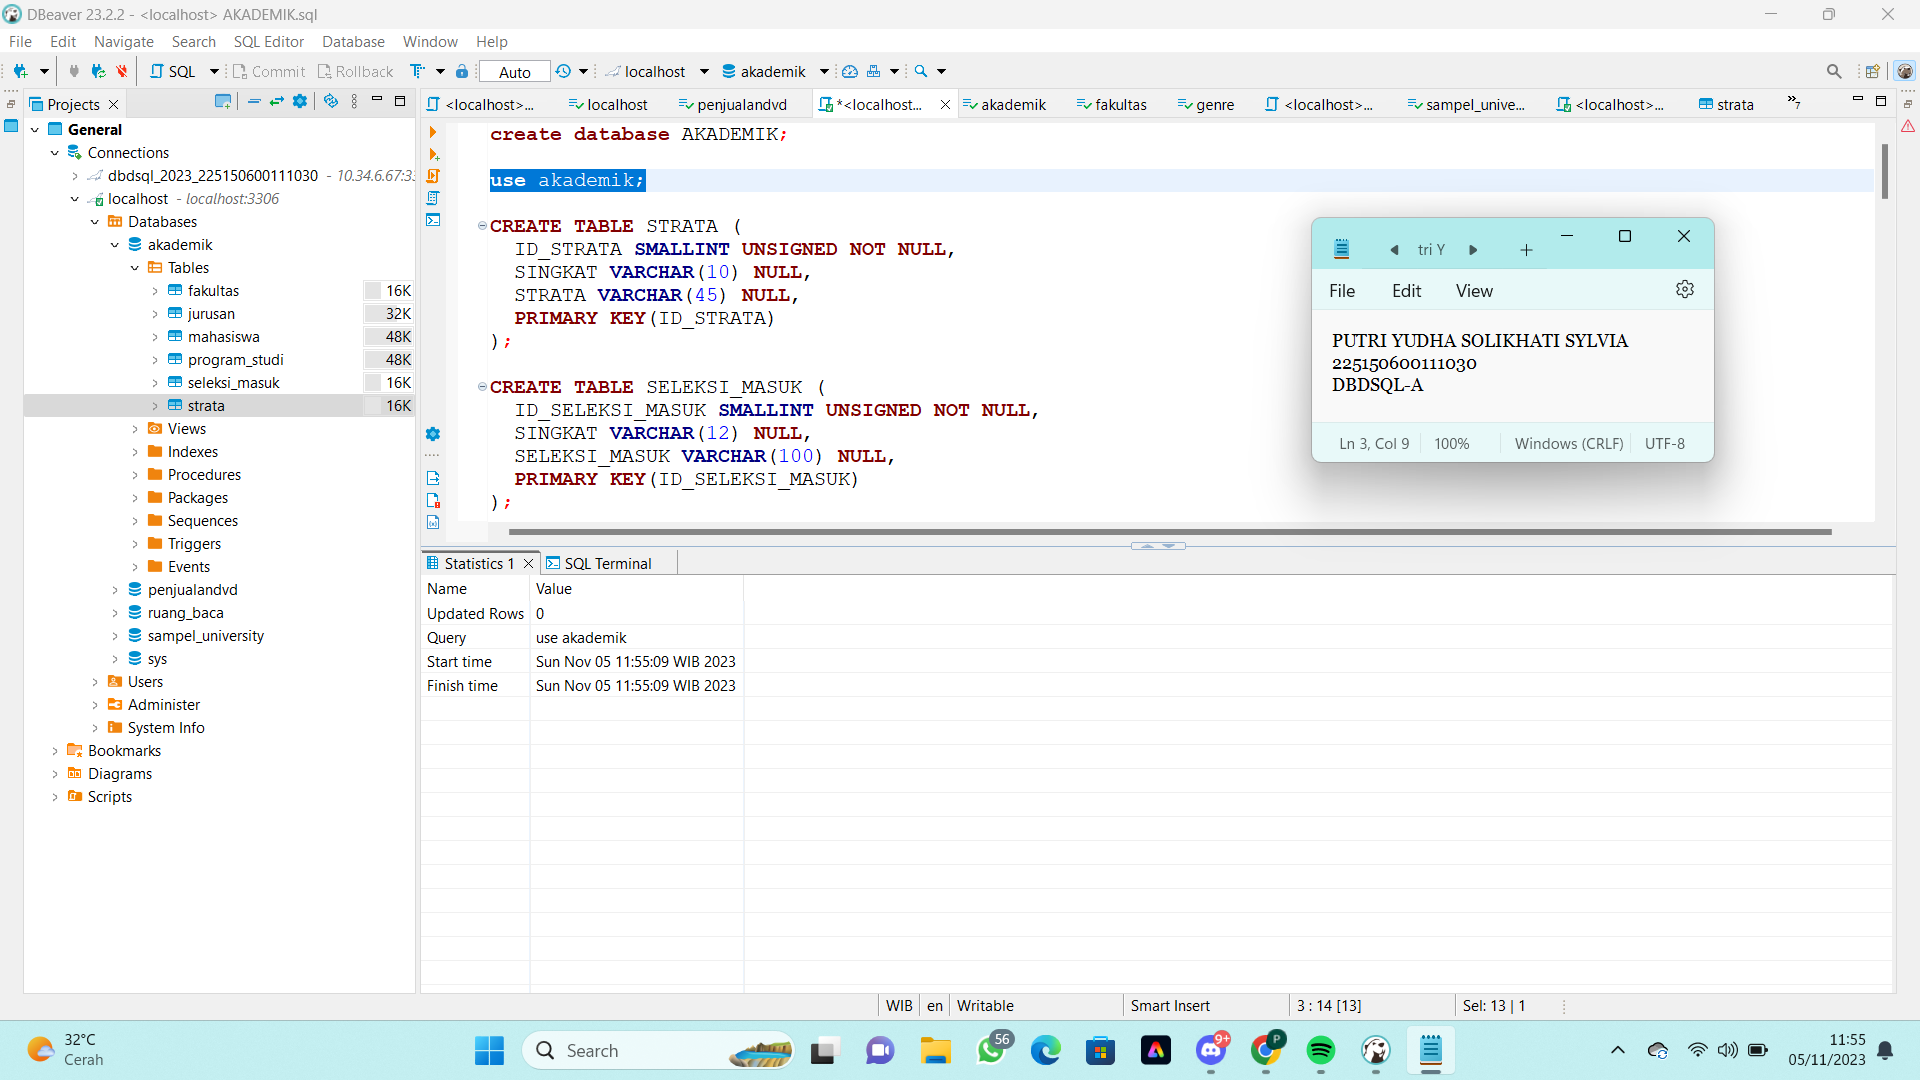 DBeaver 23.2.2 - <localhost> AKADEMIK.sql
File Edit Navigate Search SQL Editor Database Window Help
SQL Commit Rollback Auto localhost akademik
Projects
<localhost>... localhost penjualandvd *<localhost... akademik fakultas genre <localhost>... sampel_unive... <localhost>... strata »7
General
Connections
dbdsql_2023_225150600111030 - 10.34.6.67:33
localhost - localhost:3306
Databases
akademik
Tables
fakultas 16K
jurusan 32K
mahasiswa 48K
program_studi 48K
seleksi_masuk 16K
strata 16K
Views
Indexes
Procedures
Packages
Sequences
Triggers
Events
penjualandvd
ruang_baca
sampel_university
sys
Users
Administer
System Info
Bookmarks
Diagrams
Scripts
create database AKADEMIK;
use akademik;
CREATE TABLE STRATA (
ID_STRATA SMALLINT UNSIGNED NOT NULL,
SINGKAT VARCHAR(10) NULL,
STRATA VARCHAR(45) NULL,
PRIMARY KEY(ID_STRATA)
);
CREATE TABLE SELEKSI_MASUK (
ID_SELEKSI_MASUK SMALLINT UNSIGNED NOT NULL,
SINGKAT VARCHAR(12) NULL,
SELEKSI_MASUK VARCHAR(100) NULL,
PRIMARY KEY(ID_SELEKSI_MASUK)
);
tri Y
File Edit View
PUTRI YUDHA SOLIKHATI SYLVIA
225150600111030
DBDSQL-A
Ln 3, Col 9 100% Windows (CRLF) UTF-8
Statistics 1 SQL Terminal
Name Value
Updated Rows 0
Query use akademik
Start time Sun Nov 05 11:55:09 WIB 2023
Finish time Sun Nov 05 11:55:09 WIB 2023
WIB en Writable Smart Insert 3 : 14 [13] Sel: 13 | 1
32°C
Cerah
Search
56
9+
P
11:55
05/11/2023